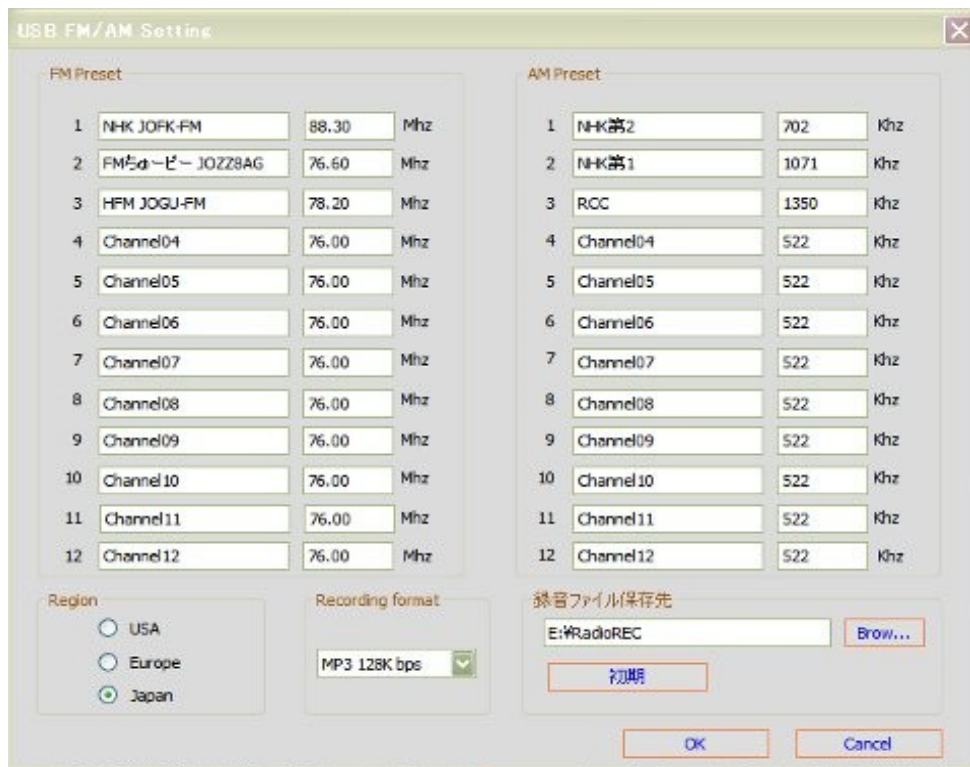 USB FM/AM Setting
FM Preset
1 NHK JOFK-FM 88.30 Mhz
2 FMちゅーピー JOZZ8AG 76.60 Mhz
3 HFM JOGU-FM 78.20 Mhz
4 Channel04 76.00 Mhz
5 Channel05 76.00 Mhz
6 Channel06 76.00 Mhz
7 Channel07 76.00 Mhz
8 Channel08 76.00 Mhz
9 Channel09 76.00 Mhz
10 Channel10 76.00 Mhz
11 Channel11 76.00 Mhz
12 Channel12 76.00 Mhz
AM Preset
1 NHK第2 702 Khz
2 NHK第1 1071 Khz
3 RCC 1350 Khz
4 Channel04 522 Khz
5 Channel05 522 Khz
6 Channel06 522 Khz
7 Channel07 522 Khz
8 Channel08 522 Khz
9 Channel09 522 Khz
10 Channel10 522 Khz
11 Channel11 522 Khz
12 Channel12 522 Khz
Region
USA
Europe
Japan
Recording format
MP3 128K bps
録音ファイル保存先
E:¥RadioREC Brow...
初期
OK Cancel